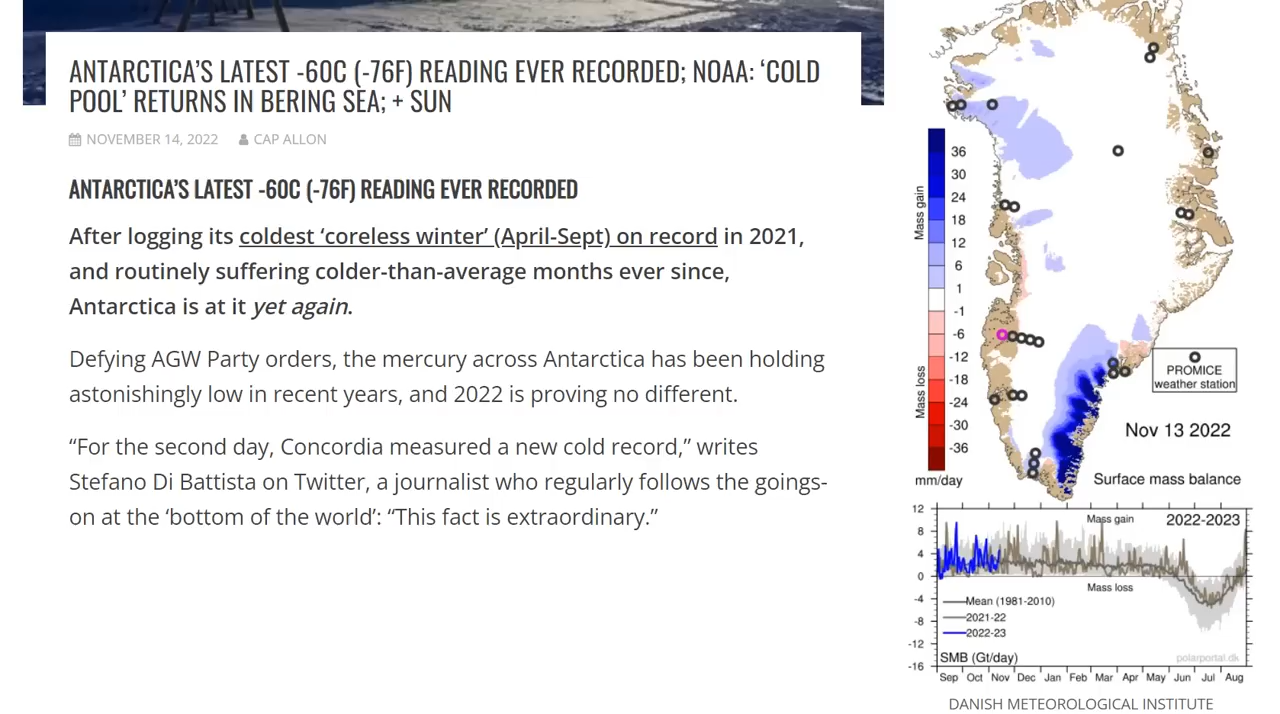 ANTARCTICA'S LATEST -60C (-76F) READING EVER RECORDED; NOAA: ‘COLD
POOL’ RETURNS IN BERING SEA; + SUN
NOVEMBER 14, 2022 CAP ALLON
ANTARCTICA'S LATEST -60C (-76F) READING EVER RECORDED
After logging its coldest ‘coreless winter’ (April-Sept) on record in 2021,
and routinely suffering colder-than-average months ever since,
Antarctica is at it yet again.
Defying AGW Party orders, the mercury across Antarctica has been holding
astonishingly low in recent years, and 2022 is proving no different.
“For the second day, Concordia measured a new cold record,” writes
Stefano Di Battista on Twitter, a journalist who regularly follows the goings-
on at the ‘bottom of the world’: “This fact is extraordinary.”
Mass gain
36
30
24
18
12
6
1
-1
-6
-12
-18
-24
-30
-36
Mass loss
mm/day
PROMICE
weather station
Nov 13 2022
Surface mass balance
12
8
4
0
-4
-8
-12
-16
Mass gain
2022-2023
Mass loss
Mean (1981-2010)
2021-22
2022-23
SMB (Gt/day)
polarportal.dk
Sep Oct Nov Dec Jan Feb Mar Apr May Jun Jul Aug
DANISH METEOROLOGICAL INSTITUTE